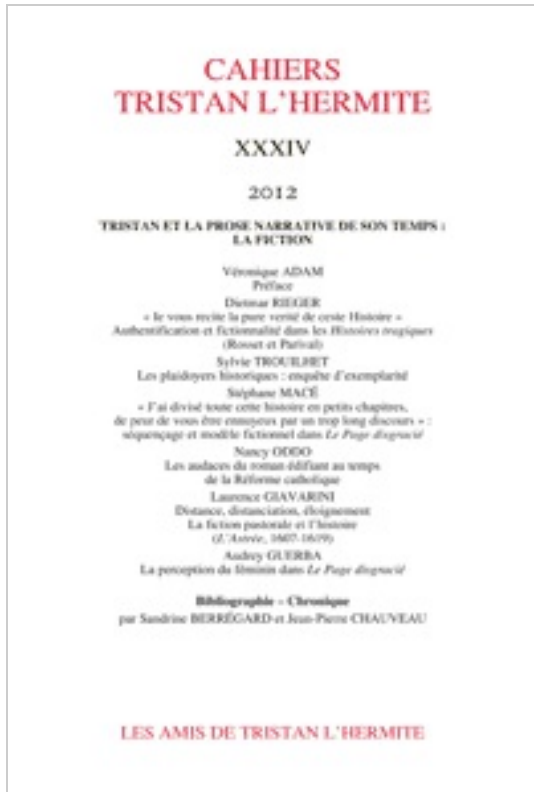 CAHIERS
TRISTAN L'HERMITE
XXXIV
2012
TRISTAN ET LA PROSE NARRATIVE DE SON TEMPS :
LA FICTION
Véronique ADAM
Préface
Dietmar RIEGER
« Ie vous recite la pure verité de ceste Histoire »
Authentification et fictionnalité dans les Histoires tragiques
(Rosset et Parival)
Sylvie TROUILHET
Les plaidoyers historiques : enquête d'exemplarité
Stéphane MACÉ
« J'ai divisé toute cette histoire en petits chapitres,
de peur de vous être ennuyeux par un trop long discours » :
séquençage et modèle fictionnel dans Le Page disgracié
Nancy ODDO
Les audaces du roman édifiant au temps
de la Réforme catholique
Laurence GIAVARINI
Distance, distanciation, éloignement
La fiction pastorale et l'histoire
(L'Astrée, 1607-1619)
Audrey GUERBA
La perception du féminin dans Le Page disgracié
Bibliographie – Chronique
par Sandrine BERRÉGARD et Jean-Pierre CHAUVEAU
LES AMIS DE TRISTAN L'HERMITE